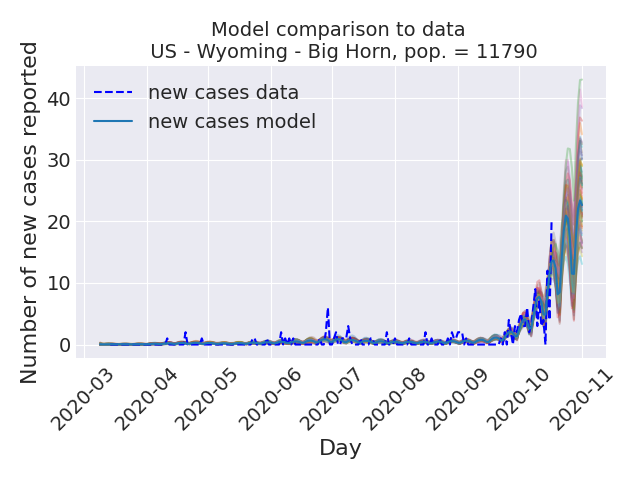 Model comparison to data
US - Wyoming - Big Horn, pop. = 11790
new cases data
new cases model
Number of new cases reported
40
30
20
10
0
2020-03
2020-04
2020-05
2020-06
2020-07
2020-08
2020-09
2020-10
2020-11
Day